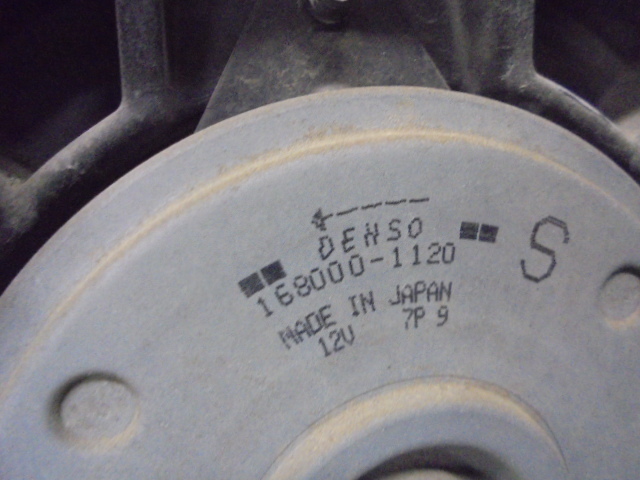 DENSO
S
168000-1120
MADE IN JAPAN
12V 7P 9